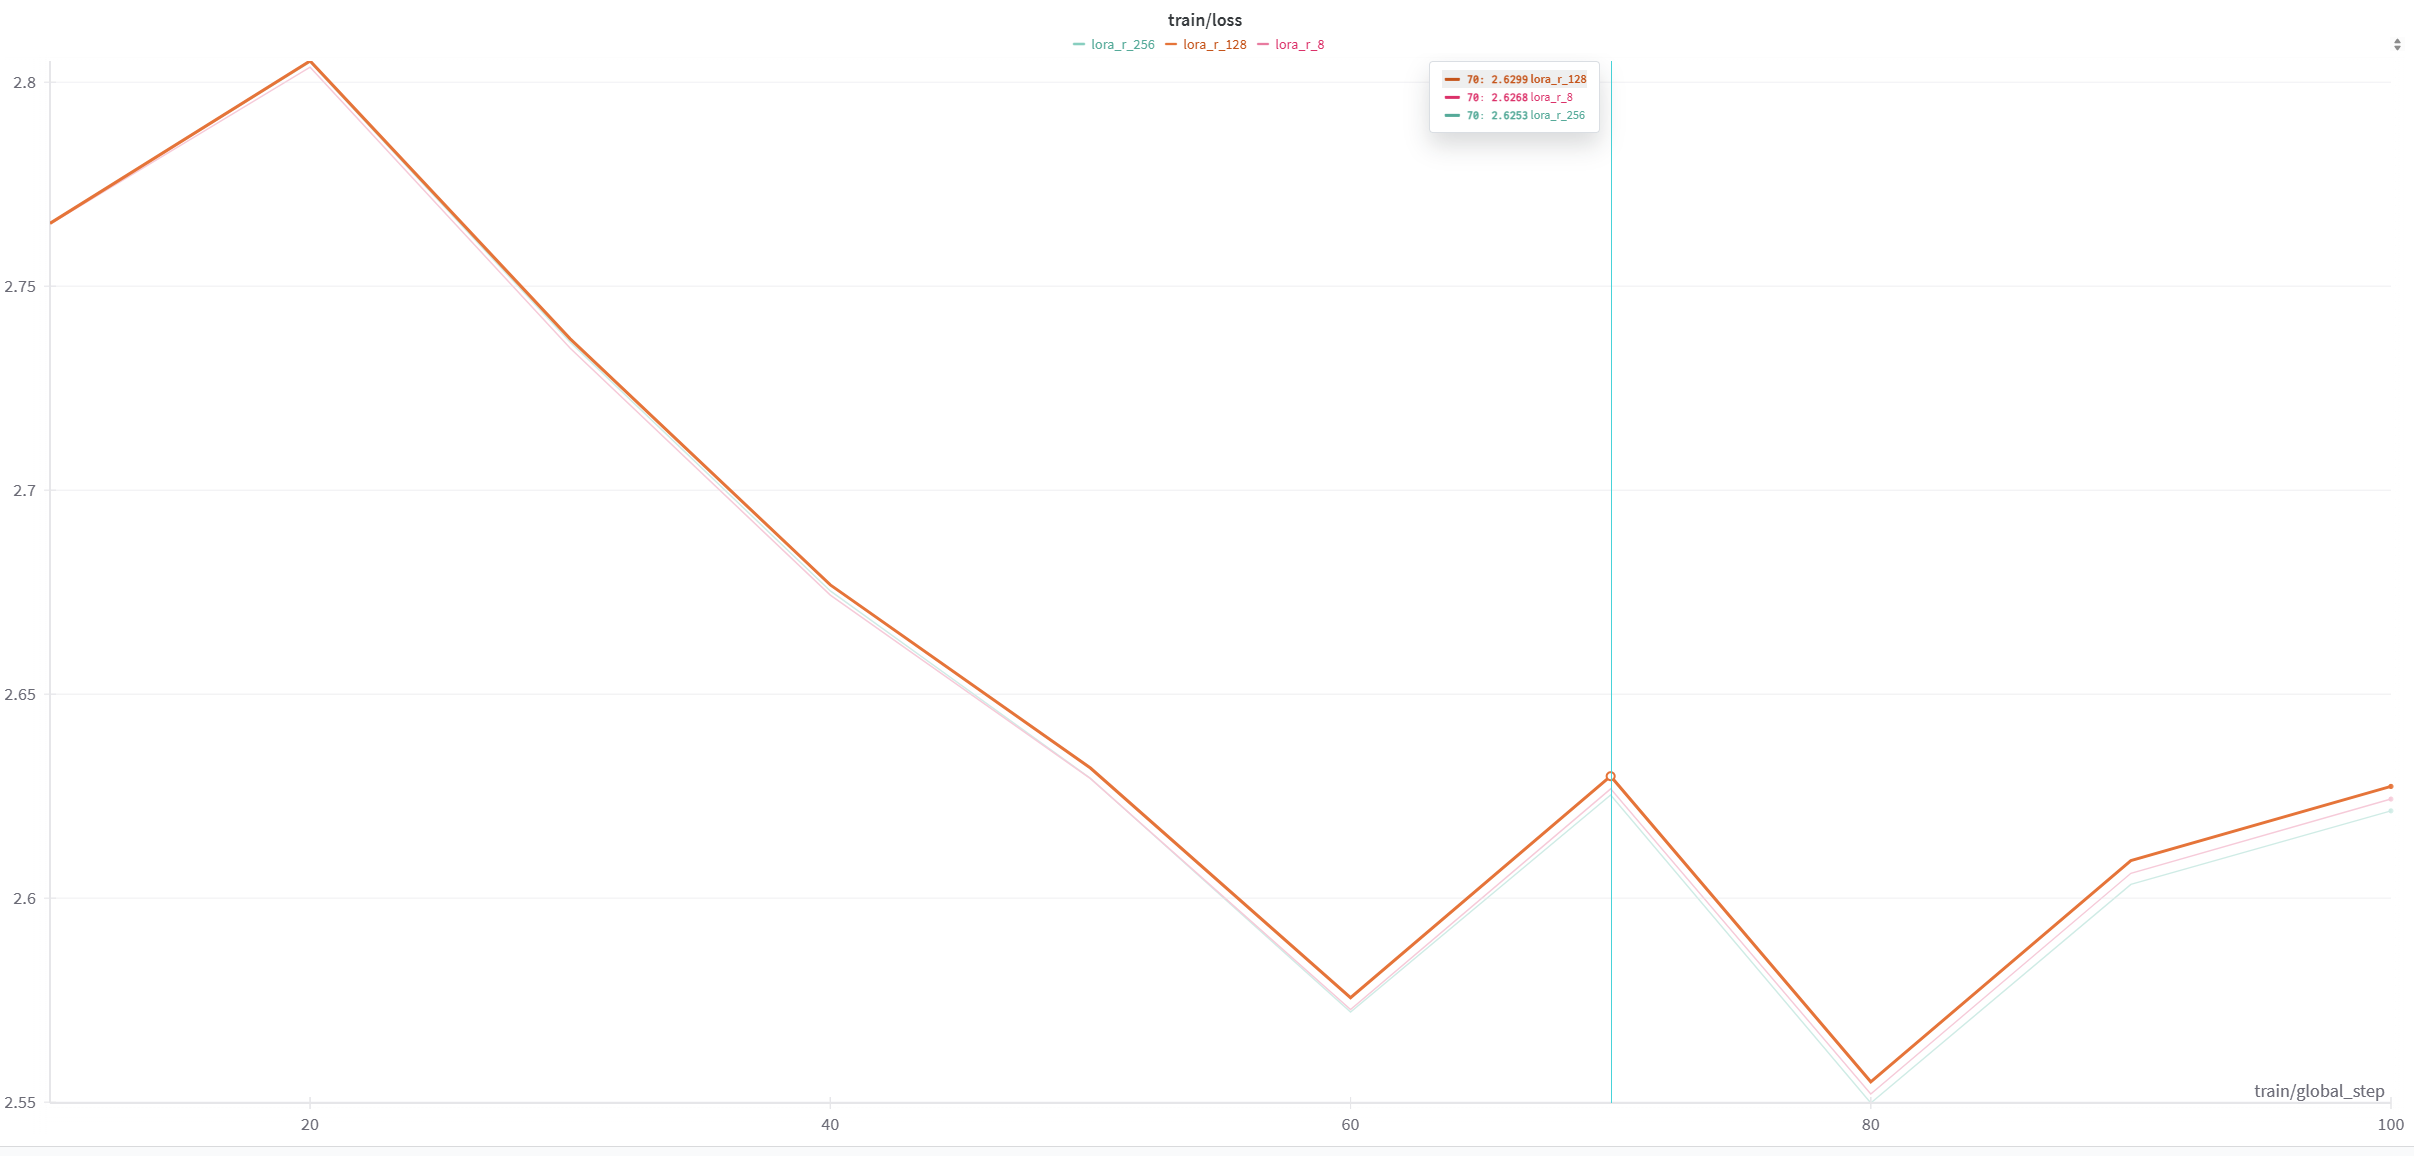 train/loss
lora_r_256 lora_r_128 lora_r_8
70: 2.6299 lora_r_128
70: 2.6268 lora_r_8
70: 2.6253 lora_r_256
2.8
2.75
2.7
2.65
2.6
2.55
train/global_step
20 40 60 80 100